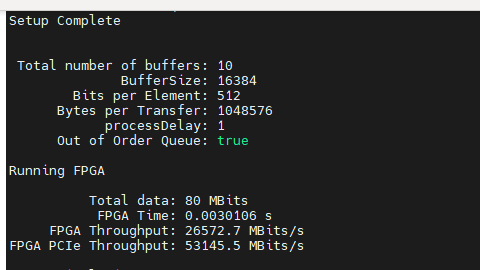 Setup Complete
Total number of buffers: 10
BufferSize: 16384
Bits per Element: 512
Bytes per Transfer: 1048576
processDelay: 1
Out of Order Queue: true
Running FPGA
Total data: 80 MBits
FPGA Time: 0.0030106 s
FPGA Throughput: 26572.7 MBits/s
FPGA PCIe Throughput: 53145.5 MBits/s